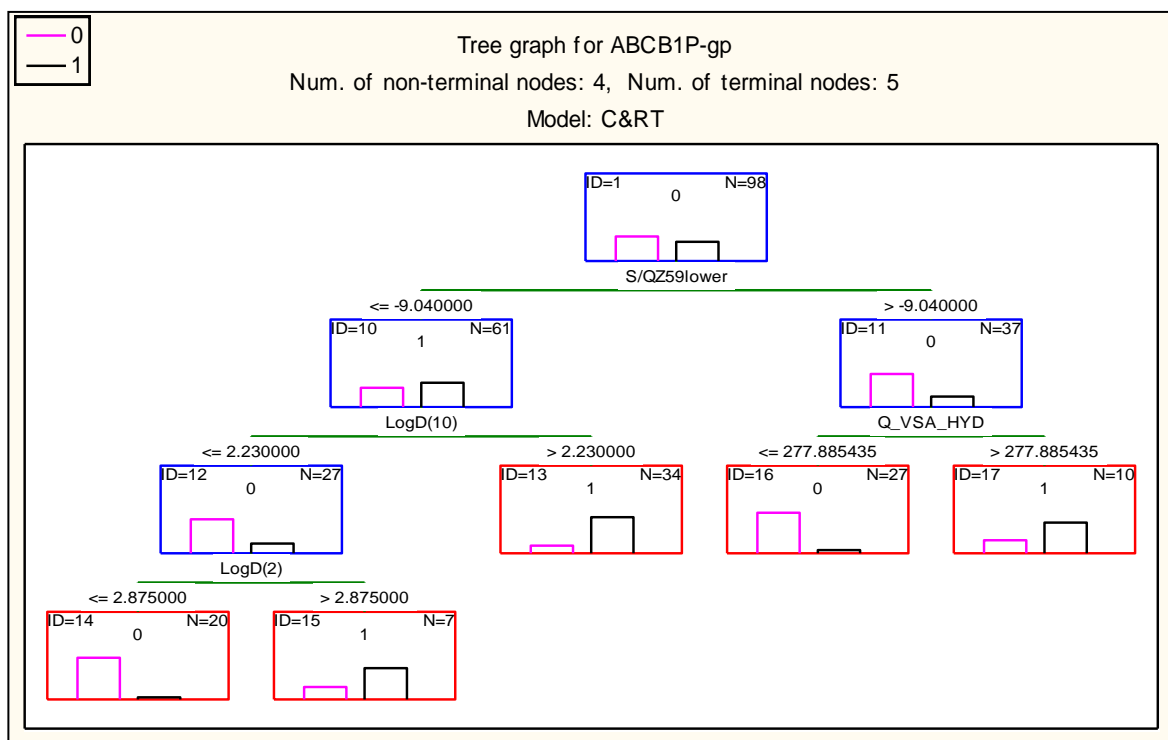 0
1
Tree graph for ABCB1P-gp
Num. of non-terminal nodes: 4, Num. of terminal nodes: 5
Model: C&RT
ID=1 N=98
0
S/QZ59lower
<= -9.040000 > -9.040000
ID=10 N=61 ID=11 N=37
1 0
LogD(10) Q_VSA_HYD
<= 2.230000 > 2.230000 <= 277.885435 > 277.885435
ID=12 N=27 ID=13 N=34 ID=16 N=27 ID=17 N=10
0 1 0 1
LogD(2)
<= 2.875000 > 2.875000
ID=14 N=20 ID=15 N=7
0 1